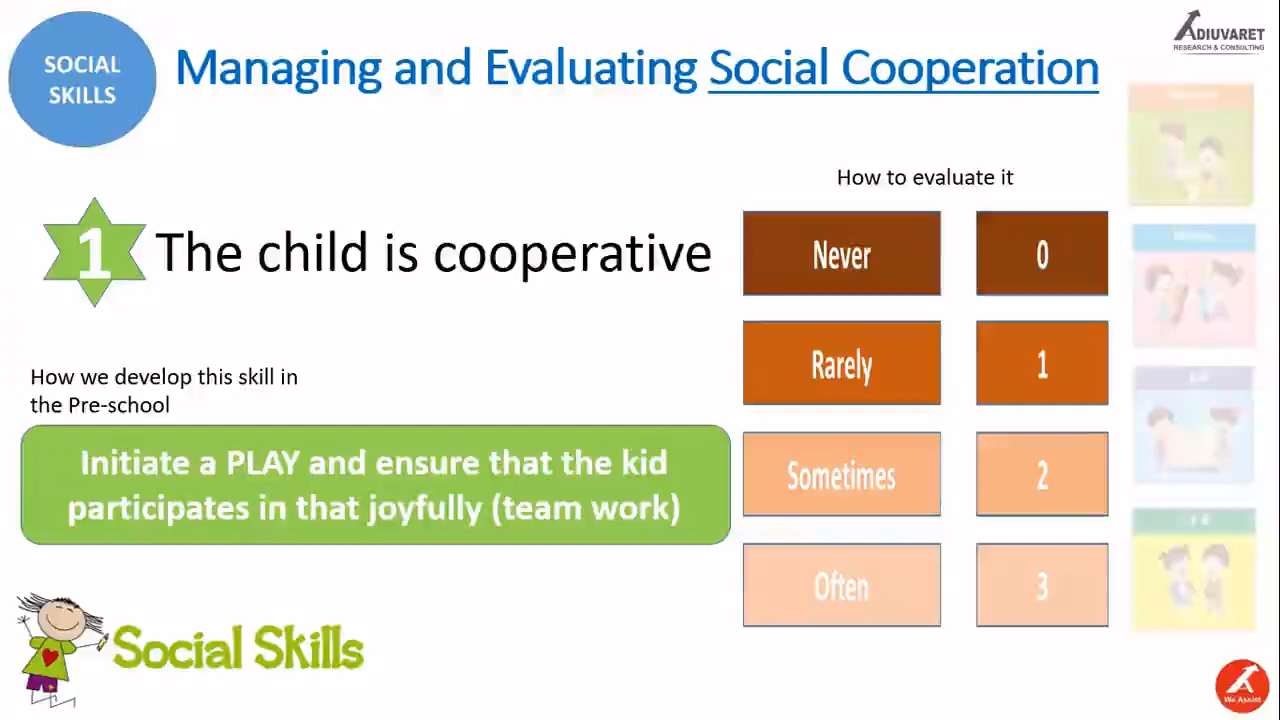 SOCIAL
SKILLS
Managing and Evaluating Social Cooperation
ADIUVARET
RESEARCH & CONSULTING
How to evaluate it
1
The child is cooperative
Never
0
Rarely
1
How we develop this skill in
the Pre-school
Initiate a PLAY and ensure that the kid
participates in that joyfully (team work)
Sometimes
2
Often
3
Social Skills
We Assist